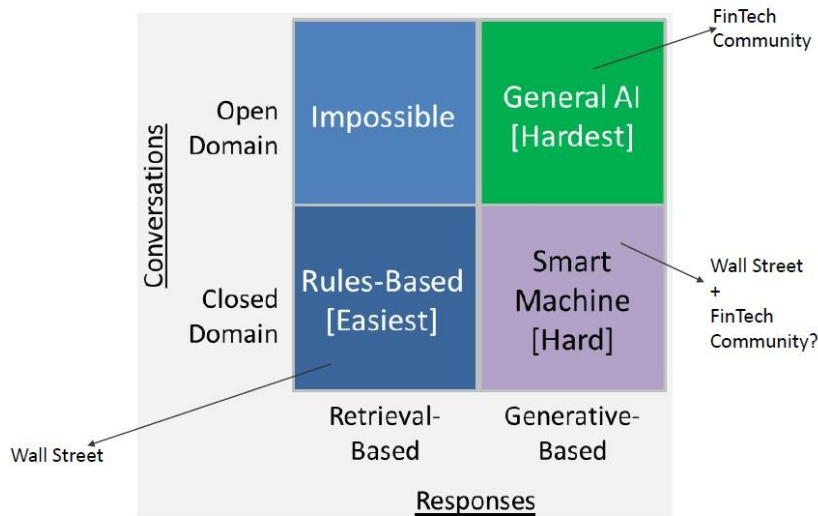 FinTech
Community
Open
Domain
Impossible
General AI
[Hardest]
Conversations
Closed
Domain
Rules-Based
[Easiest]
Smart
Machine
[Hard]
Wall Street
+
FinTech
Community?
Wall Street
Retrieval-
Based
Generative-
Based
Responses